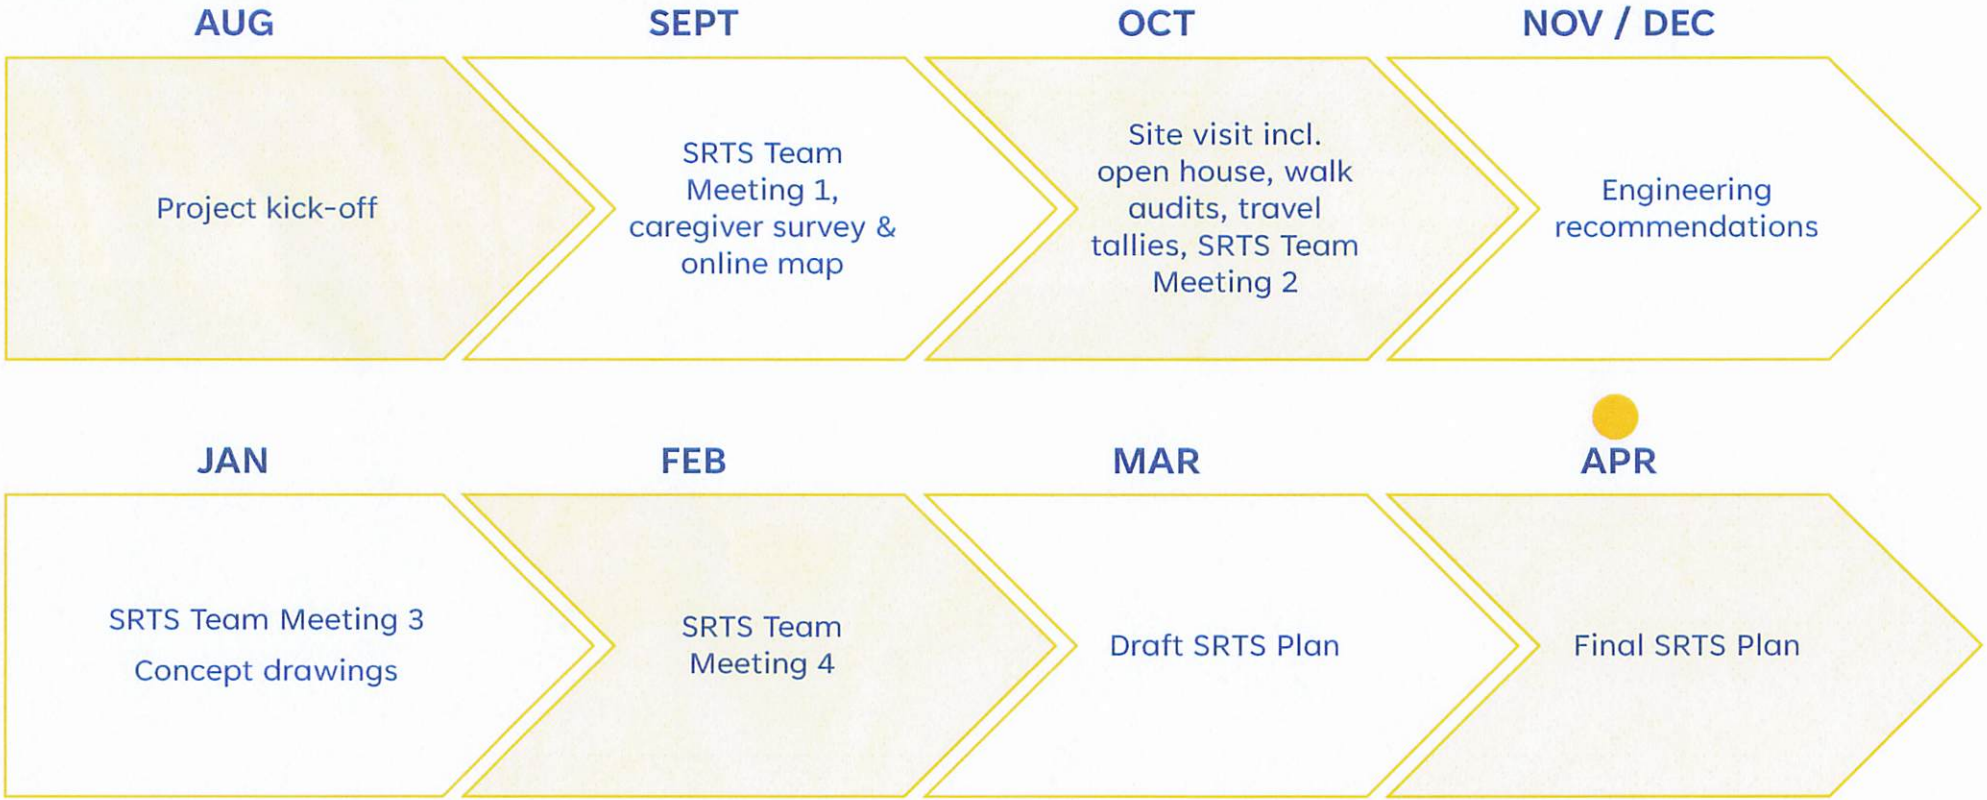 AUG
SEPT
OCT
NOV / DEC
Project kick-off
SRTS Team
Meeting 1,
caregiver survey &
online map
Site visit incl.
open house, walk
audits, travel
tallies, SRTS Team
Meeting 2
Engineering
recommendations
JAN
FEB
MAR
APR
SRTS Team Meeting 3
Concept drawings
SRTS Team
Meeting 4
Draft SRTS Plan
Final SRTS Plan